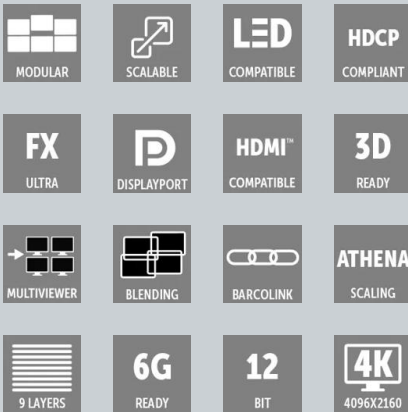 MODULAR
SCALABLE
LED
COMPATIBLE
HDCP
COMPLIANT
FX
ULTRA
DISPLAYPORT
HDMI™
COMPATIBLE
3D
READY
MULTIVIEWER
BLENDING
BARCOLINK
ATHENA
SCALING
9 LAYERS
6G
READY
12
BIT
4K
4096X2160